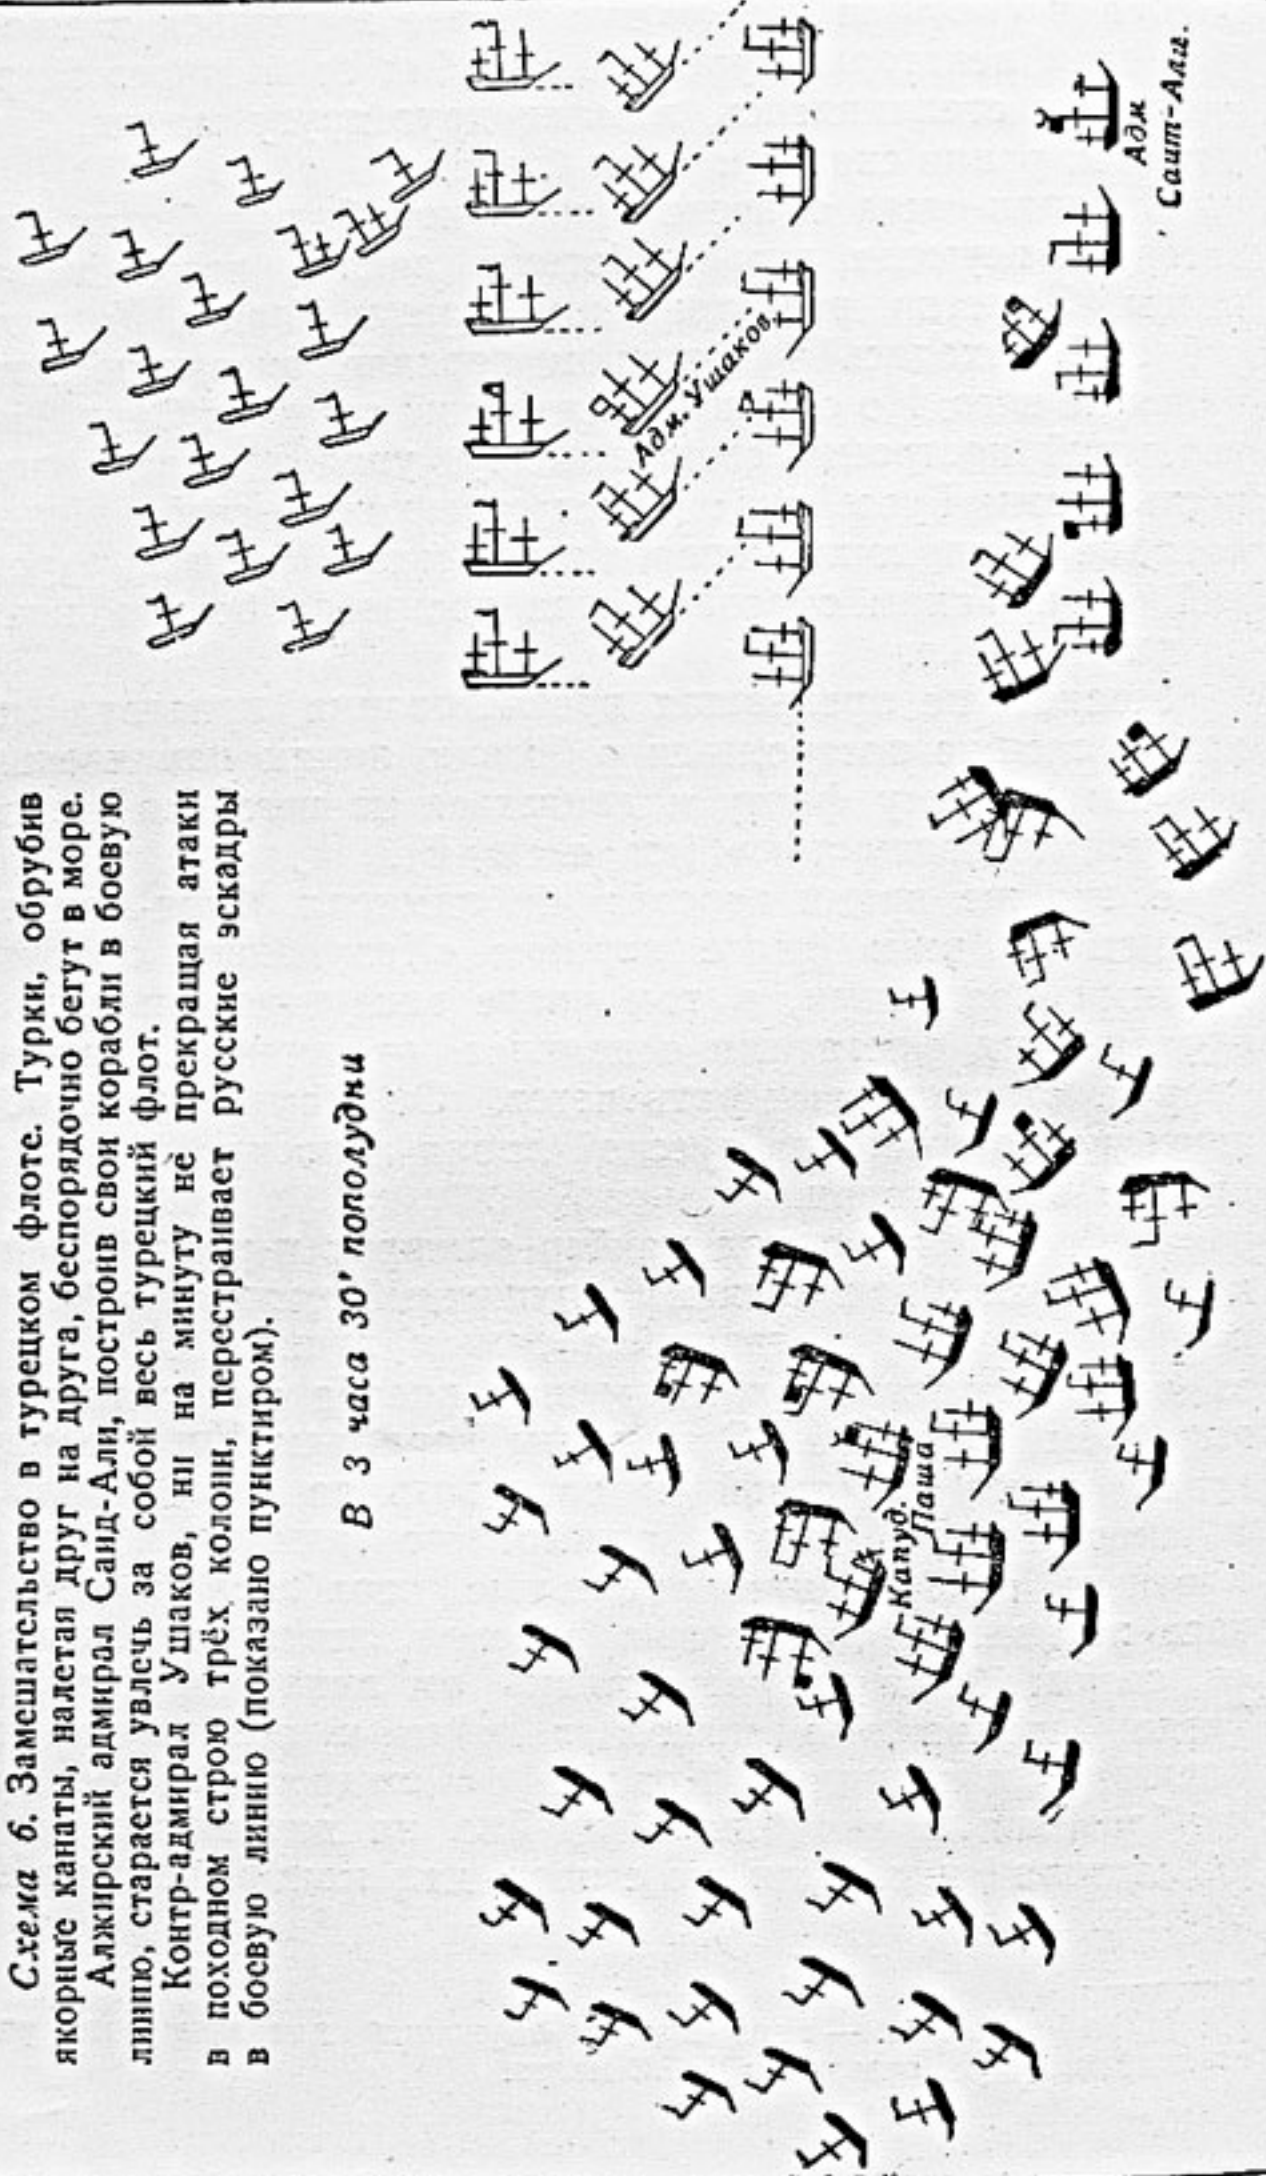 Схема 6. Замешательство в турецком флоте. Турки, обрубив
якорные канаты, налетая друг на друга, беспорядочно бегут в море.
Алжирский адмирал Саид-Али, построив свои корабли в боевую
линию, старается увлечь за собой весь турецкий флот.
Контр-адмирал Ушаков, ни на минуту не прекращая атаки
в походном строю трёх колонн, перестраивает русские эскадры
в боевую линию (показано пунктиром).
В 3 часа 30' пополудни
Адм. Ушаков
Адм
Саит-Али.
Капуд.
Паша